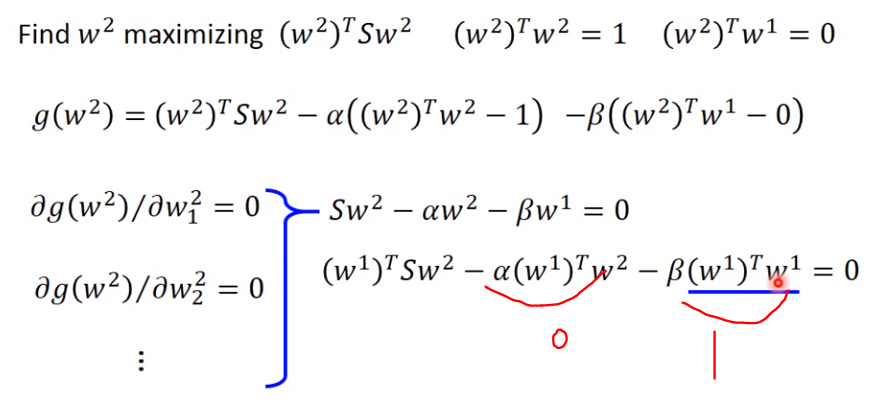 Find w² maximizing (w²)ᵀSw² (w²)ᵀw² = 1 (w²)ᵀw¹ = 0
g(w²) = (w²)ᵀSw² − α((w²)ᵀw² − 1) −β((w²)ᵀw¹ − 0)
∂g(w²)/∂w₁² = 0 Sw² − αw² − βw¹ = 0
(w¹)ᵀSw² − α(w¹)ᵀw² − β(w¹)ᵀw¹ = 0
∂g(w²)/∂w₂² = 0
0 1
⋮